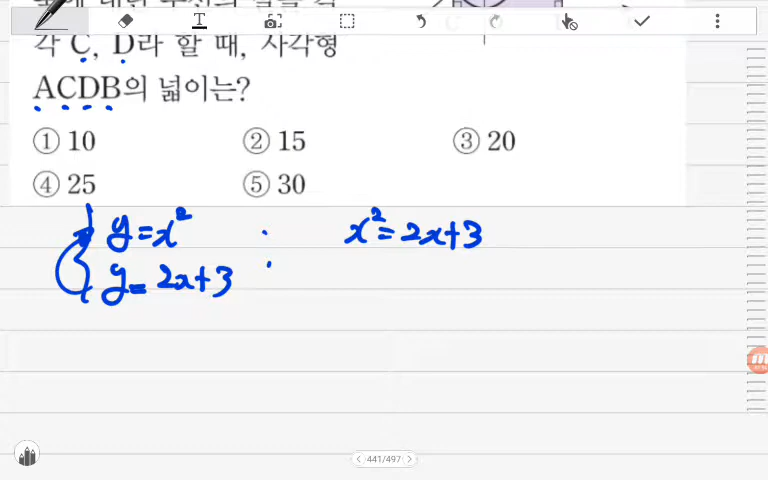 각 C, D라 할 때, 사각형
ACDB의 넓이는?
① 10 ② 15 ③ 20
④ 25 ⑤ 30
y=x² x²=2x+3
y=2x+3
441/497